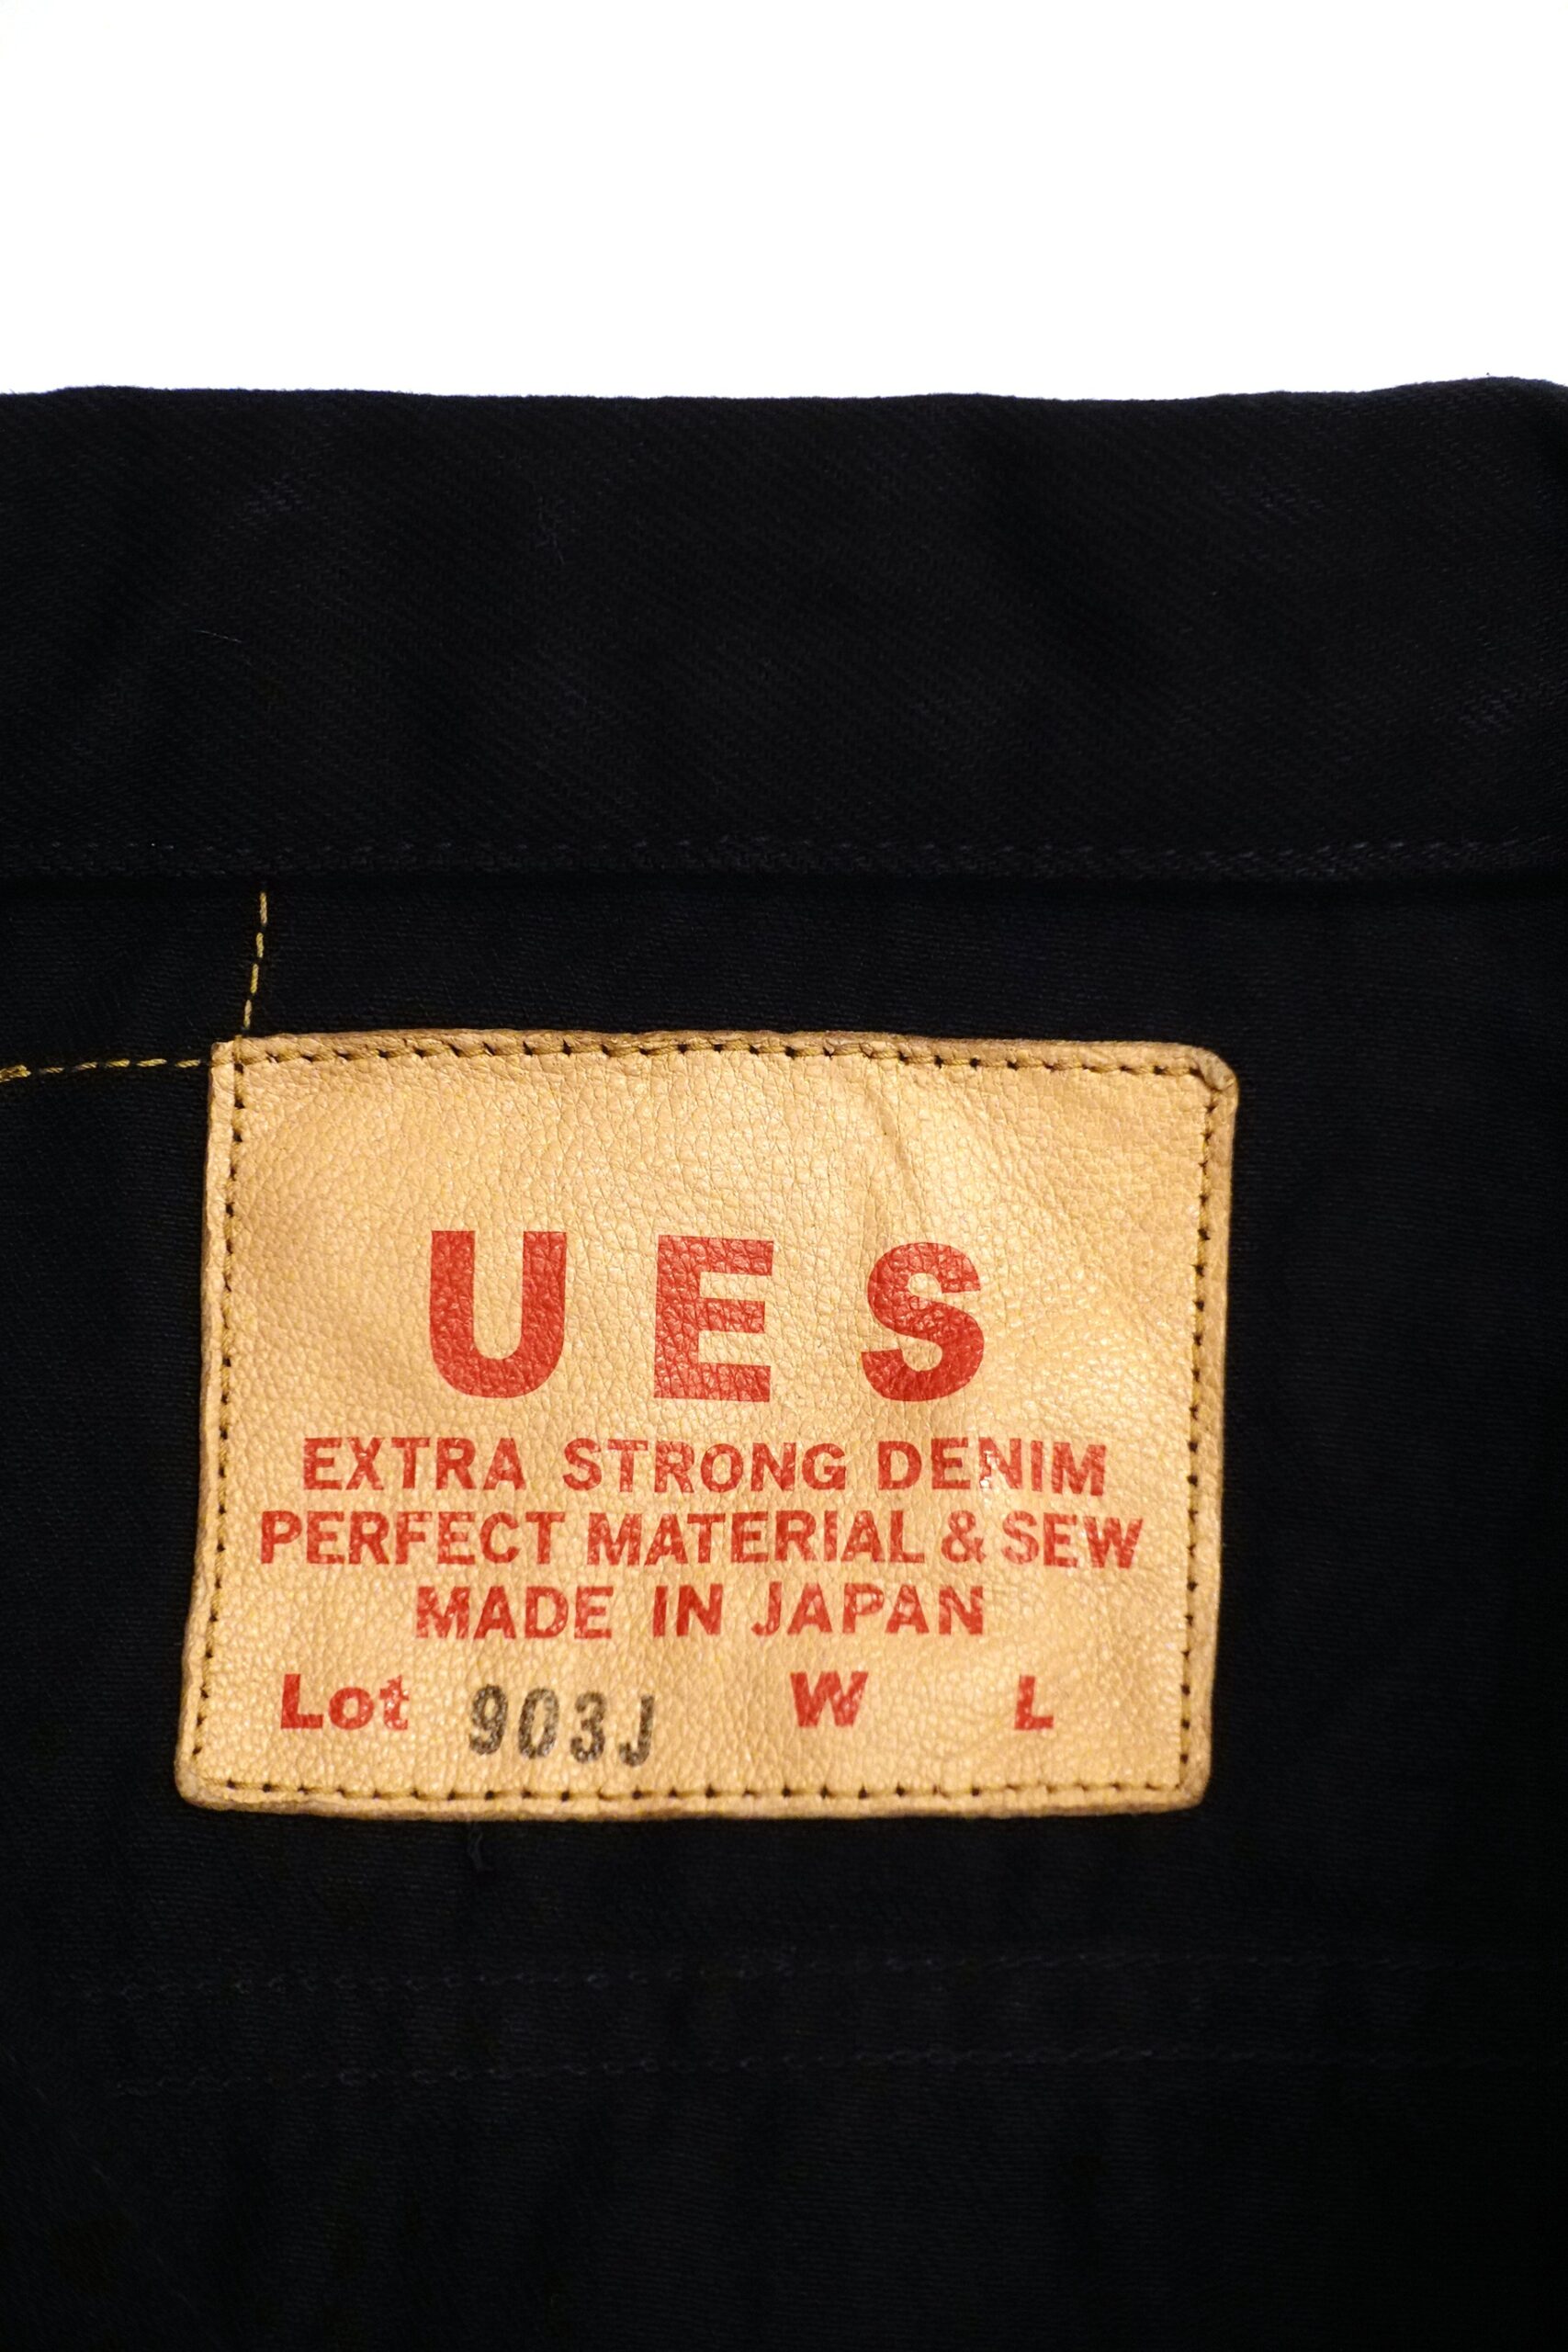 UES
EXTRA STRONG DENIM
PERFECT MATERIAL & SEW
MADE IN JAPAN
Lot 903J W L